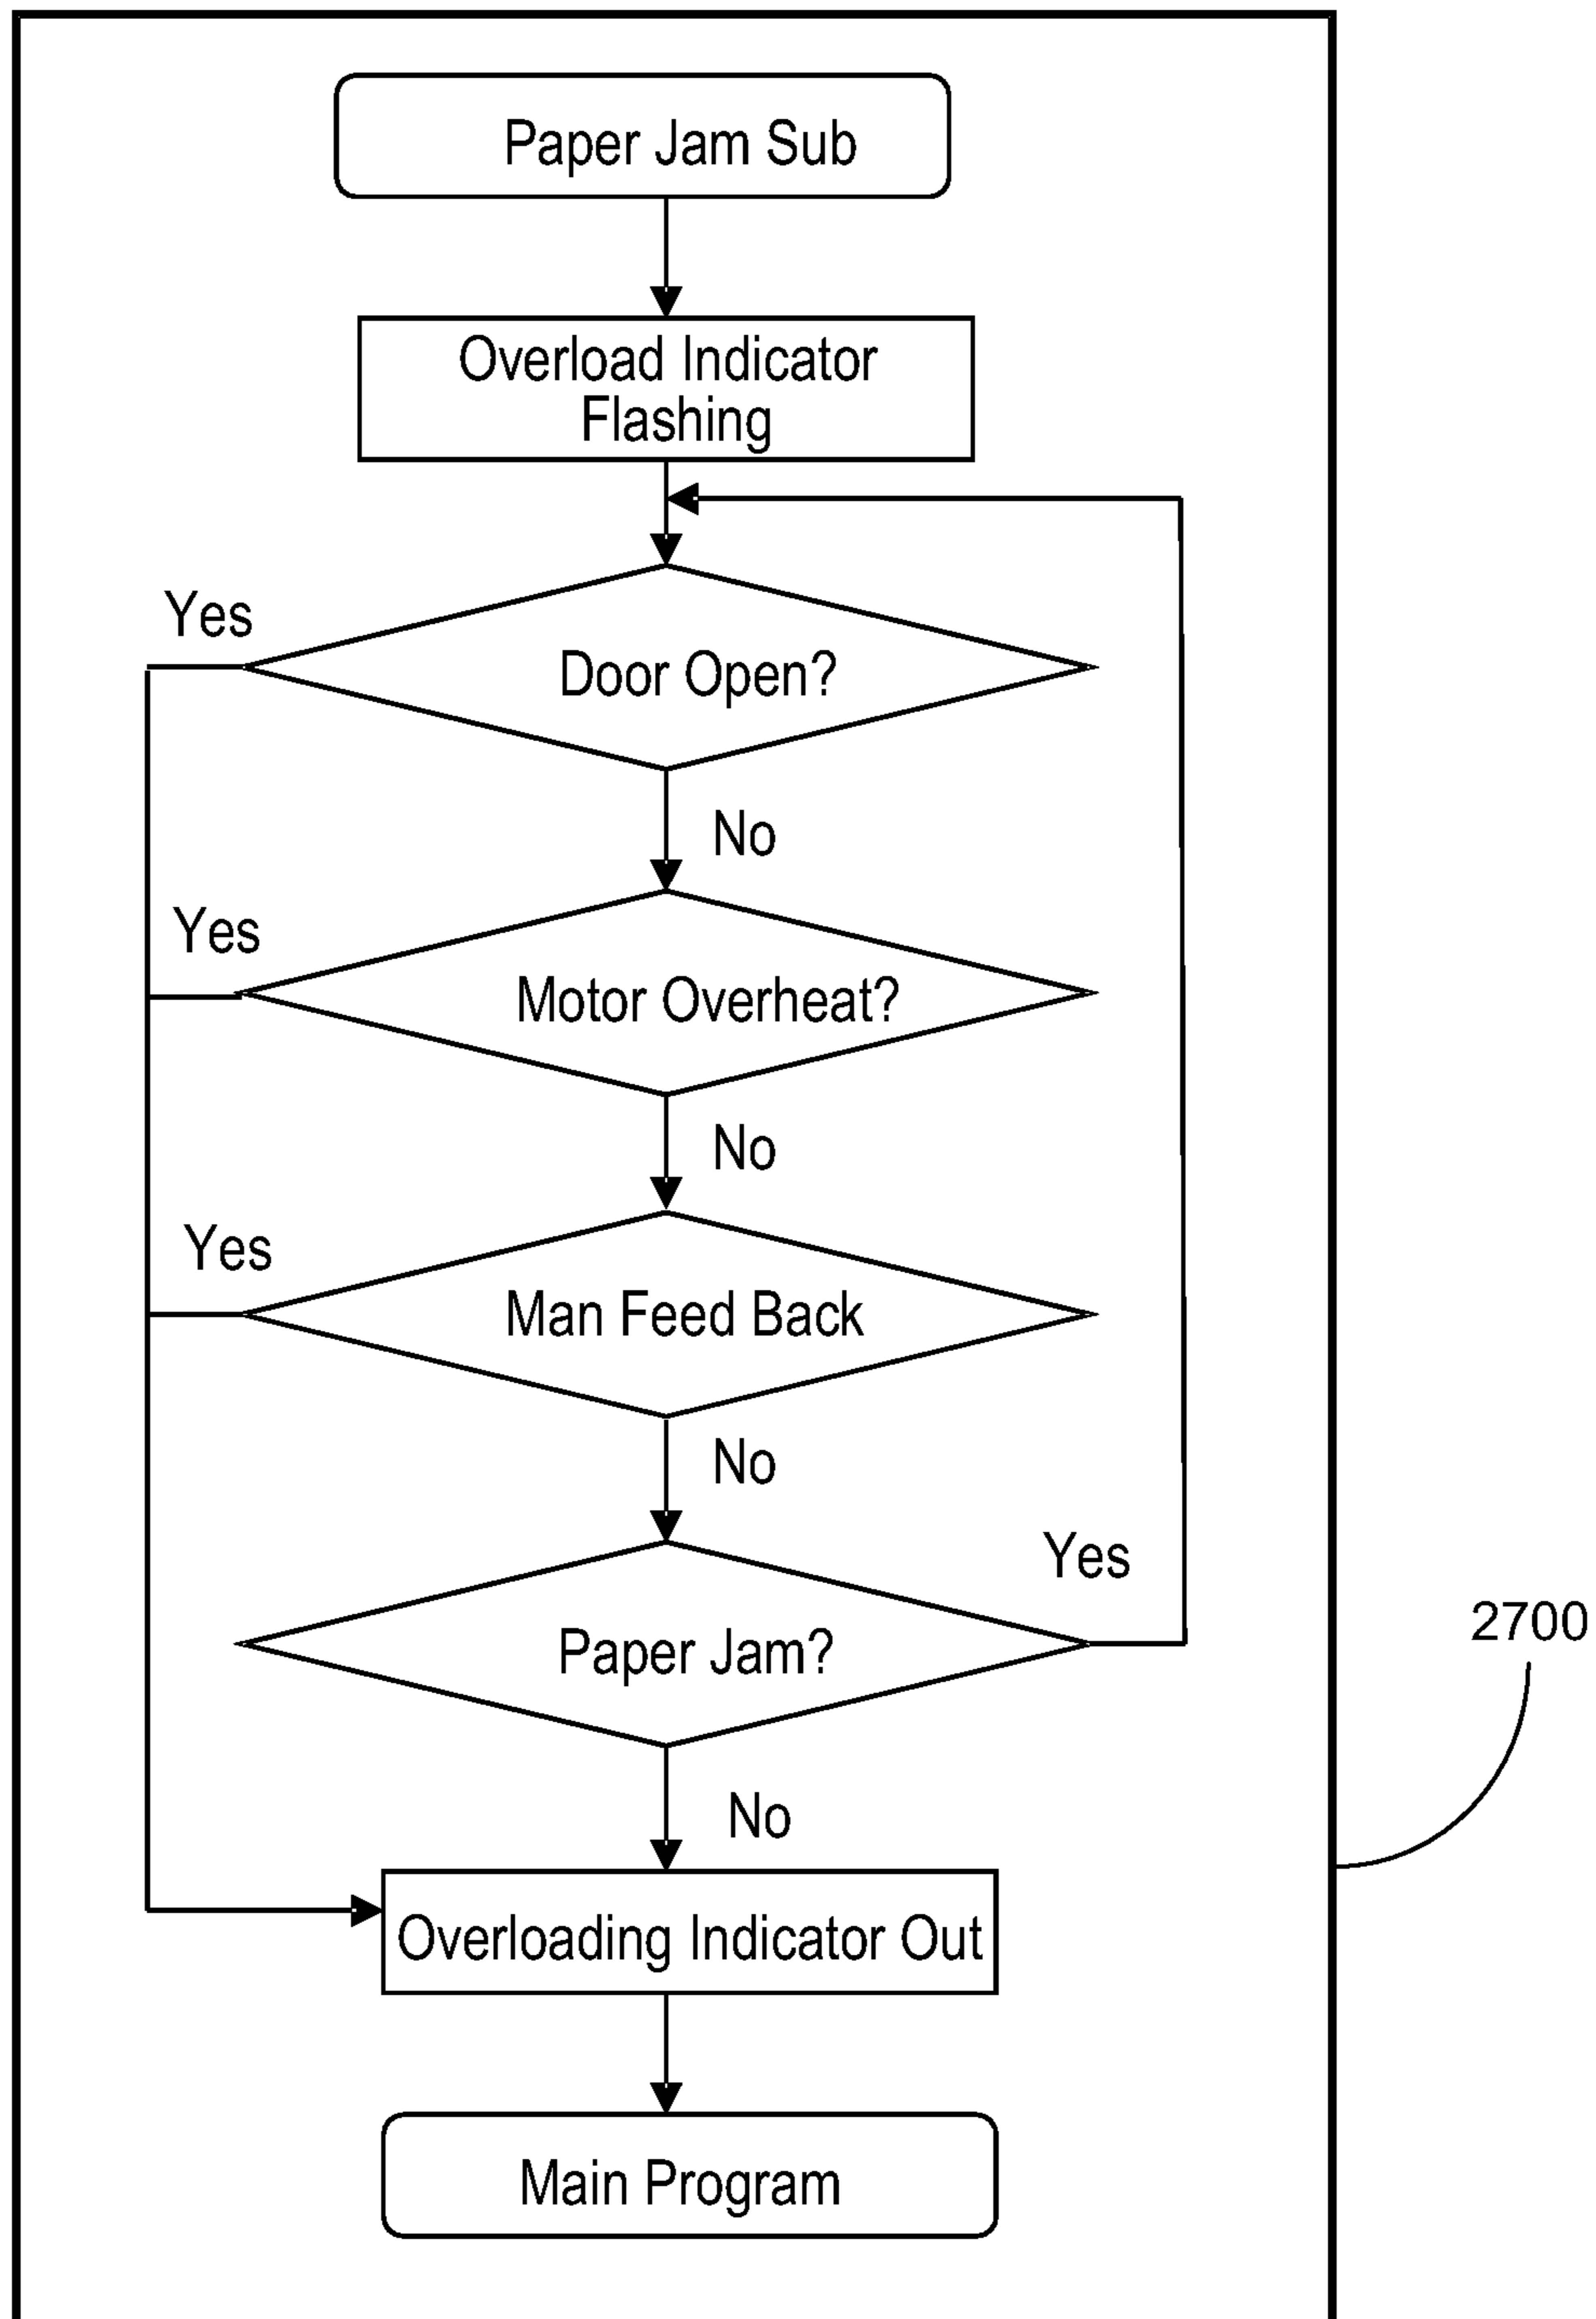 Paper Jam Sub
Overload Indicator
Flashing
Yes
Door Open?
No
Yes
Motor Overheat?
No
Yes
Man Feed Back
No
Yes
Paper Jam?
2700
No
Overloading Indicator Out
Main Program